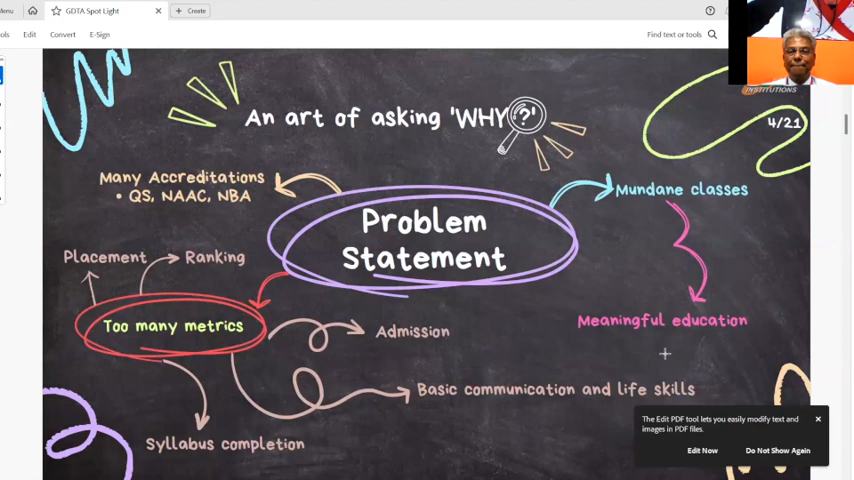 Menu
GDTA Spot Light
Create
Edit
Convert
E-Sign
Find text or tools
INSTITUTIONS
4/21
An art of asking 'WHY?'
Many Accreditations
• QS, NAAC, NBA
Mundane classes
Problem
Statement
Placement
Ranking
Too many metrics
Admission
Meaningful education
Basic communication and life skills
Syllabus completion
The Edit PDF tool lets you easily modify text and
images in PDF files.
Edit Now
Do Not Show Again